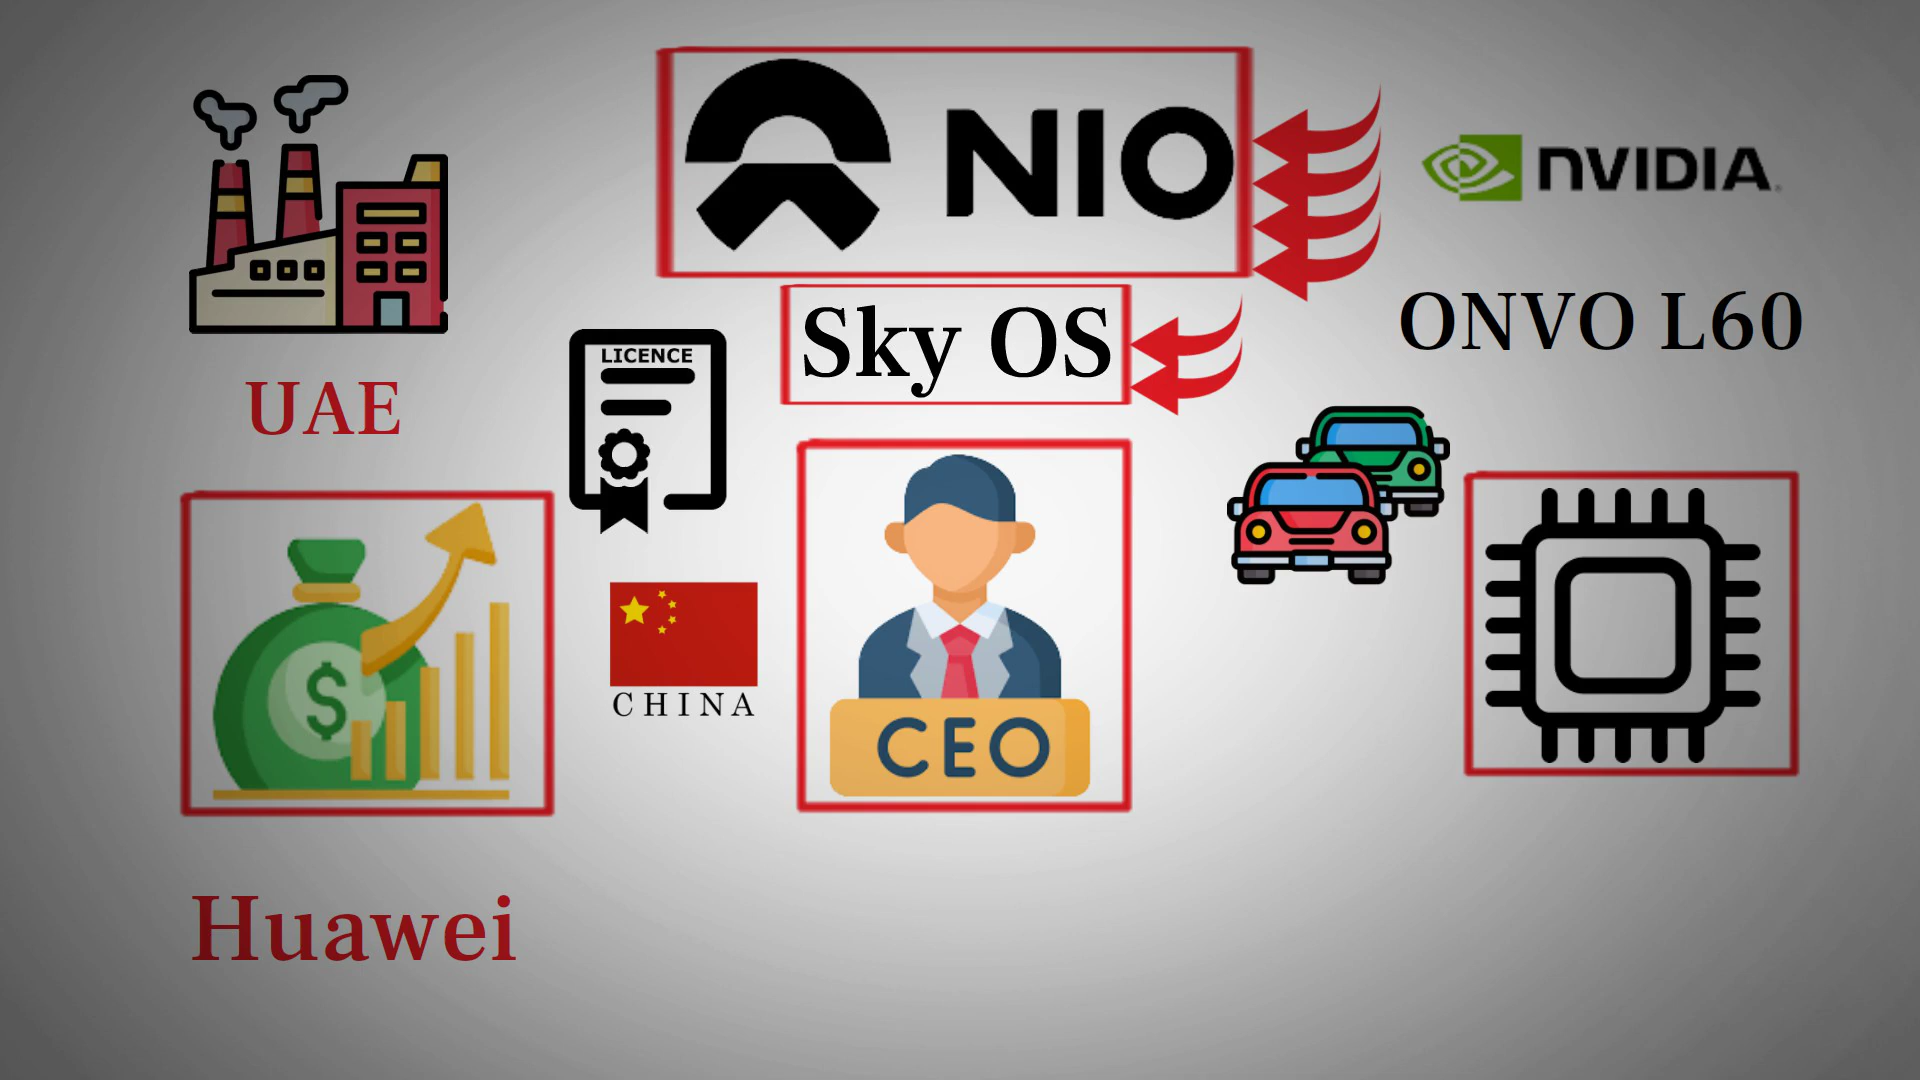 NIO
nVIDIA
Sky OS
ONVO L60
LICENCE
UAE
$
CHINA
CEO
Huawei